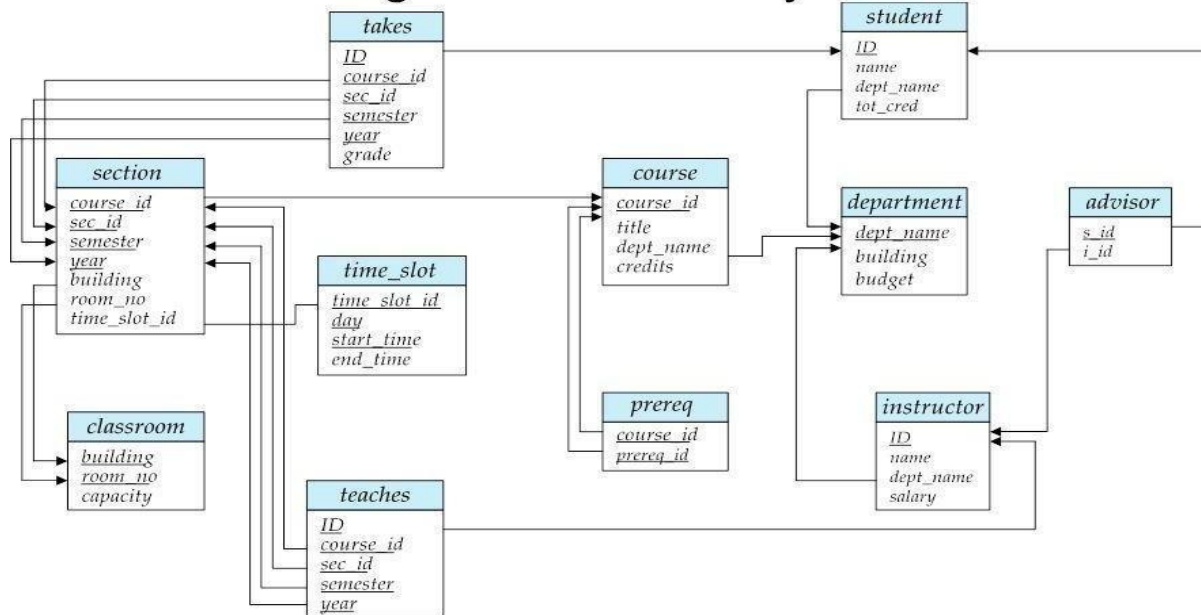 takes
ID
course_id
sec_id
semester
year
grade
student
ID
name
dept_name
tot_cred
section
course_id
sec_id
semester
year
building
room_no
time_slot_id
course
course_id
title
dept_name
credits
department
dept_name
building
budget
advisor
s_id
i_id
time_slot
time_slot_id
day
start_time
end_time
prereq
course_id
prereq_id
instructor
ID
name
dept_name
salary
classroom
building
room_no
capacity
teaches
ID
course_id
sec_id
semester
year